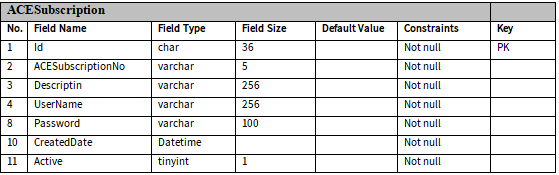 ACESubscription
No. Field Name Field Type Field Size Default Value Constraints Key
1 Id char 36 Not null PK
2 ACESubscriptionNo varchar 5 Not null
3 Descriptin varchar 256 Not null
4 UserName varchar 256 Not null
8 Password varchar 100 Not null
10 CreatedDate Datetime Not null
11 Active tinyint 1 Not null